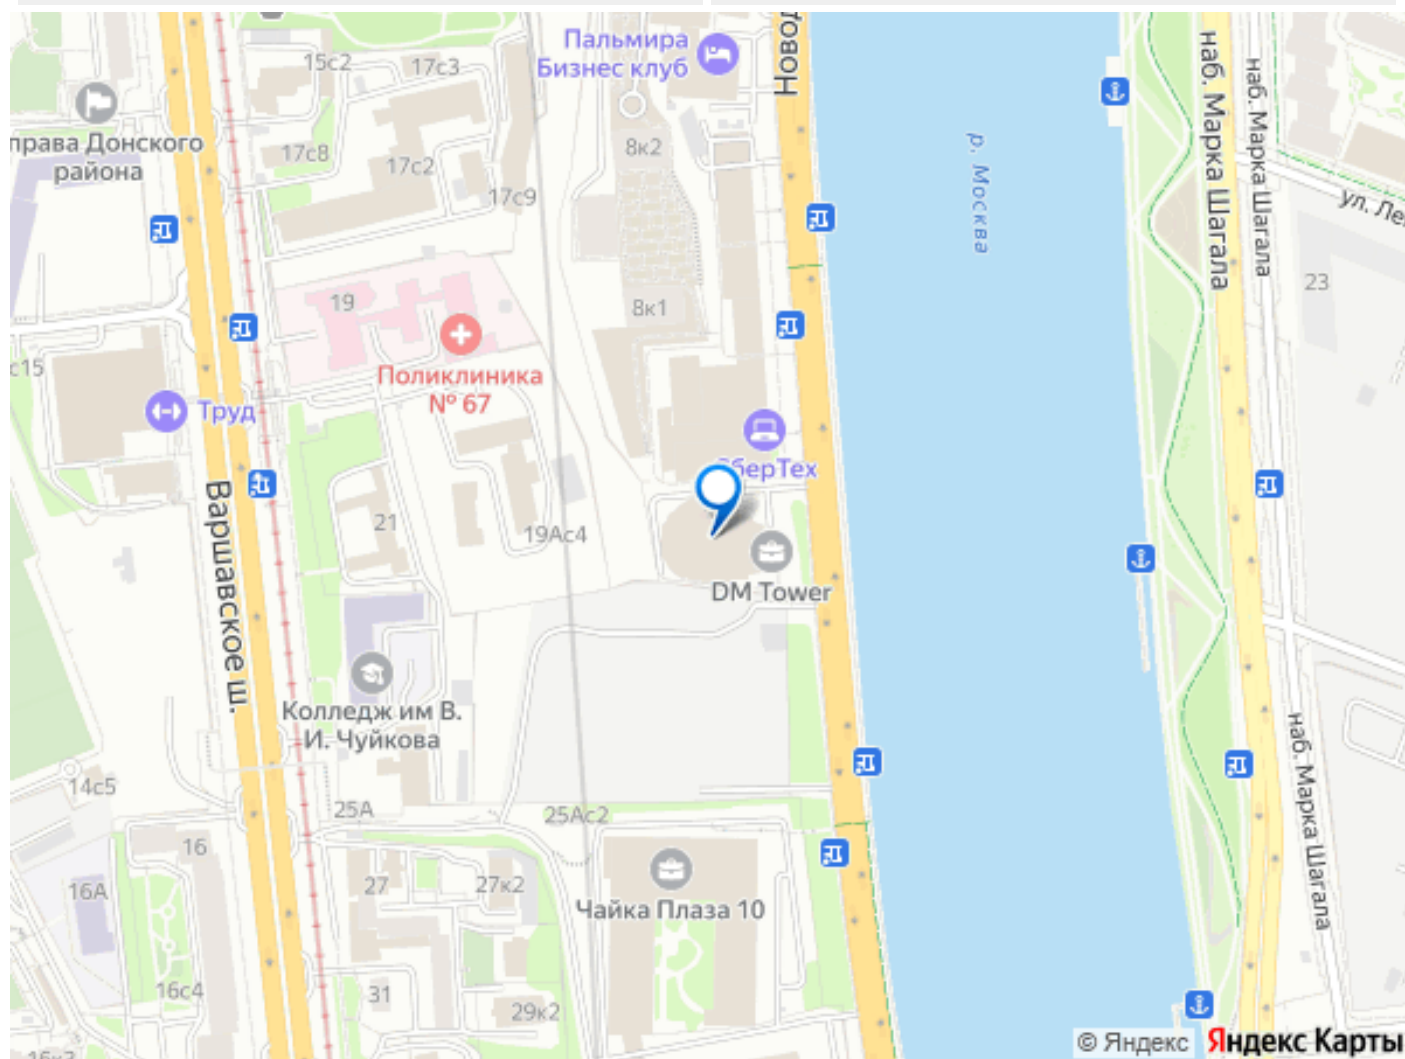 Пальмира
Бизнес клуб
Новод
15с2
17с3
права Донского
района
17с8
17с2
8к2
17с9
р. Москва
наб. Марка Шагала
наб. Марка Шагала
ул. Ле
23
19
8к1
Поликлиника
№ 67
с15
Труд
СберТех
Варшавское ш.
21
19Ас4
DM Tower
Колледж им В.
И. Чуйкова
14с5
25А
25Ас2
наб. Марка Шагала
16
16А
27
27к2
Чайка Плаза 10
16с4
31
29к2
© Яндекс Яндекс Карты